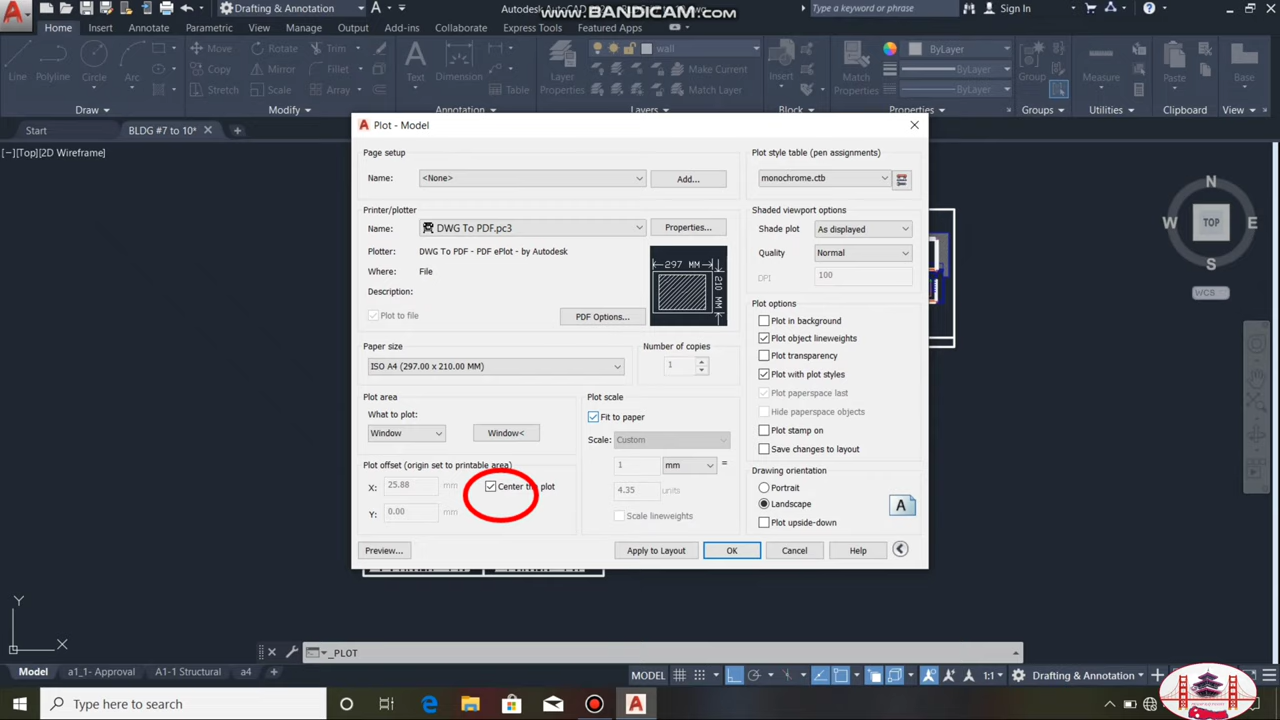 Drafting & Annotation
Autodesk AutoCAD
www.BANDICAM.com
Type a keyword or phrase
Sign In
Home Insert Annotate View Manage Output Add-ins Collaborate Express Tools Featured Apps
Line Polyline Circle Arc
Move Rotate Trim
Copy Mirror Fillet
Stretch Scale Array
Text Dimension Table
Layer Properties
wall
Make Current
Match Layer
Insert
Match Properties
ByLayer
ByLayer
ByLayer
Group
Measure
Paste
Base
Draw Modify Annotation Layers Block Properties Groups Utilities Clipboard View
Start
BLDG #7 to 10*
[−][Top][2D Wireframe]
Plot - Model
Page setup
Name: <None> Add...
Printer/plotter
Name: DWG To PDF.pc3 Properties...
Plotter: DWG To PDF - PDF ePlot - by Autodesk
Where: File
Description:
Plot to file
PDF Options...
297 MM
210 MM
Paper size
ISO A4 (297.00 x 210.00 MM)
Number of copies
1
Plot area
What to plot:
Window Window<
Plot offset (origin set to printable area)
X: 25.88 mm
Center the plot
Y: 0.00 mm
Plot scale
Fit to paper
Scale: Custom
1 mm =
4.35 units
Scale lineweights
Plot style table (pen assignments)
monochrome.ctb
Shaded viewport options
Shade plot As displayed
Quality Normal
DPI 100
Plot options
Plot in background
Plot object lineweights
Plot transparency
Plot with plot styles
Plot paperspace last
Hide paperspace objects
Plot stamp on
Save changes to layout
Drawing orientation
Portrait
Landscape
Plot upside-down
A
Preview... Apply to Layout OK Cancel Help
N
W TOP E
S
WCS
Y
X
_PLOT
Model a1_1- Approval A1-1 Structural a4
MODEL 1:1 Drafting & Annotation
Type here to search